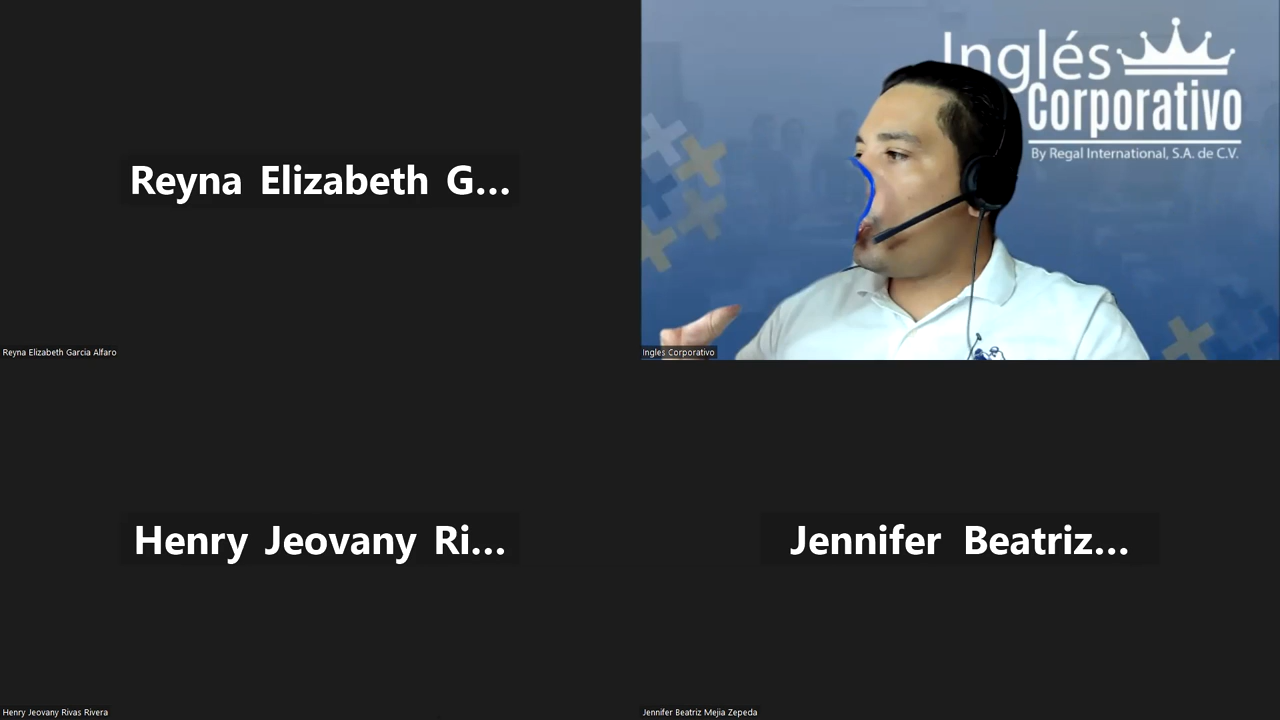 Reyna Elizabeth G...
Reyna Elizabeth Garcia Alfaro
Inglés
Corporativo
By Regal International, S.A. de C.V.
Ingles Corporativo
Henry Jeovany Ri...
Henry Jeovany Rivas Rivera
Jennifer Beatriz...
Jennifer Beatriz Mejia Zepeda